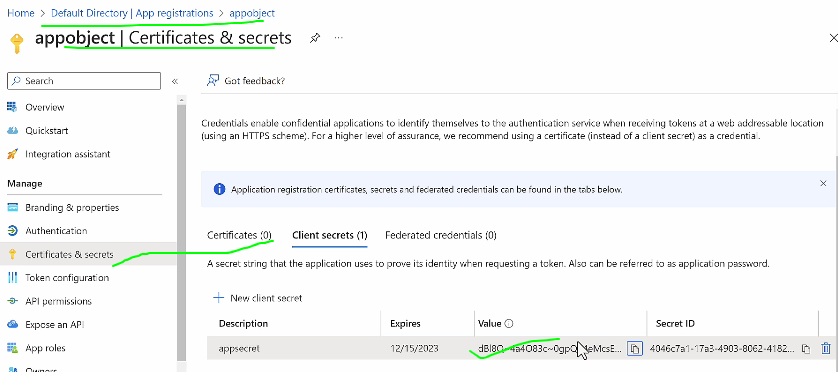 Home > Default Directory | App registrations > appobject
appobject | Certificates & secrets
Search
Got feedback?
Overview
Quickstart
Integration assistant
Manage
Branding & properties
Authentication
Certificates & secrets
Token configuration
API permissions
Expose an API
App roles
Owners
Credentials enable confidential applications to identify themselves to the authentication service when receiving tokens at a web addressable location
(using an HTTPS scheme). For a higher level of assurance, we recommend using a certificate (instead of a client secret) as a credential.
Application registration certificates, secrets and federated credentials can be found in the tabs below.
Certificates (0) Client secrets (1) Federated credentials (0)
A secret string that the application uses to prove its identity when requesting a token. Also can be referred to as application password.
New client secret
Description Expires Value Secret ID
appsecret 12/15/2023 4046c7a1-17a3-4903-8062-4182...